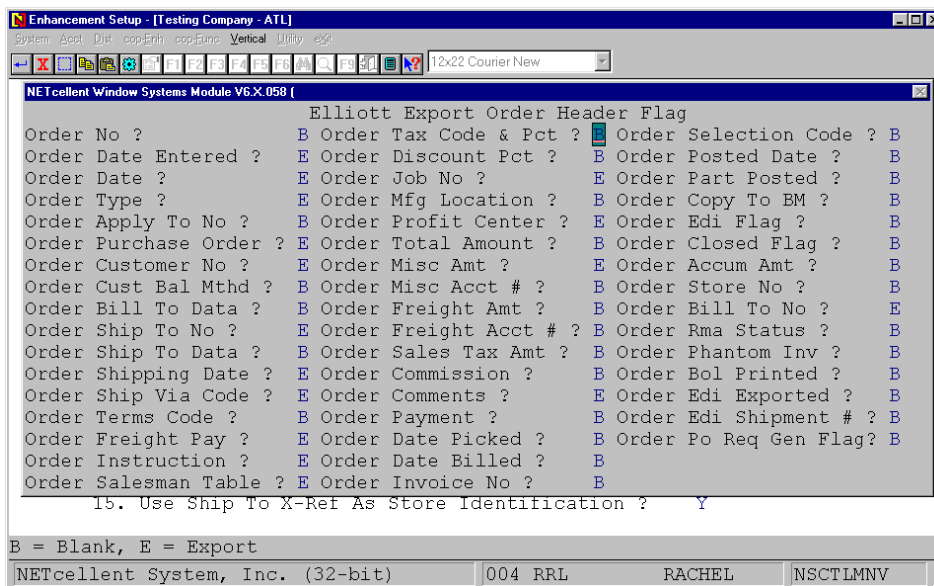 Enhancement Setup - [Testing Company - ATL]
System Acct Dist cop-Enh cop-Func Vertical Utility eXit
X F1 F2 F3 F4 F5 F6 F9 12x22 Courier New
NETcellent Window Systems Module V6.X.058 (
Elliott Export Order Header Flag
Order No ? B Order Tax Code & Pct ? B Order Selection Code ? B
Order Date Entered ? E Order Discount Pct ? B Order Posted Date ? B
Order Date ? E Order Job No ? E Order Part Posted ? B
Order Type ? E Order Mfg Location ? B Order Copy To BM ? B
Order Apply To No ? B Order Profit Center ? E Order Edi Flag ? B
Order Purchase Order ? E Order Total Amount ? B Order Closed Flag ? B
Order Customer No ? E Order Misc Amt ? E Order Accum Amt ? B
Order Cust Bal Mthd ? B Order Misc Acct # ? B Order Store No ? B
Order Bill To Data ? B Order Freight Amt ? B Order Bill To No ? E
Order Ship To No ? E Order Freight Acct # ? B Order Rma Status ? B
Order Ship To Data ? B Order Sales Tax Amt ? B Order Phantom Inv ? B
Order Shipping Date ? E Order Commission ? B Order Bol Printed ? B
Order Ship Via Code ? E Order Comments ? E Order Edi Exported ? B
Order Terms Code ? B Order Payment ? B Order Edi Shipment # ? B
Order Freight Pay ? E Order Date Picked ? B Order Po Req Gen Flag? B
Order Instruction ? E Order Date Billed ? B
Order Salesman Table ? E Order Invoice No ? B
15. Use Ship To X-Ref As Store Identification ? Y
B = Blank, E = Export
NETcellent System, Inc. (32-bit) 004 RRL RACHEL NSCTLMNV